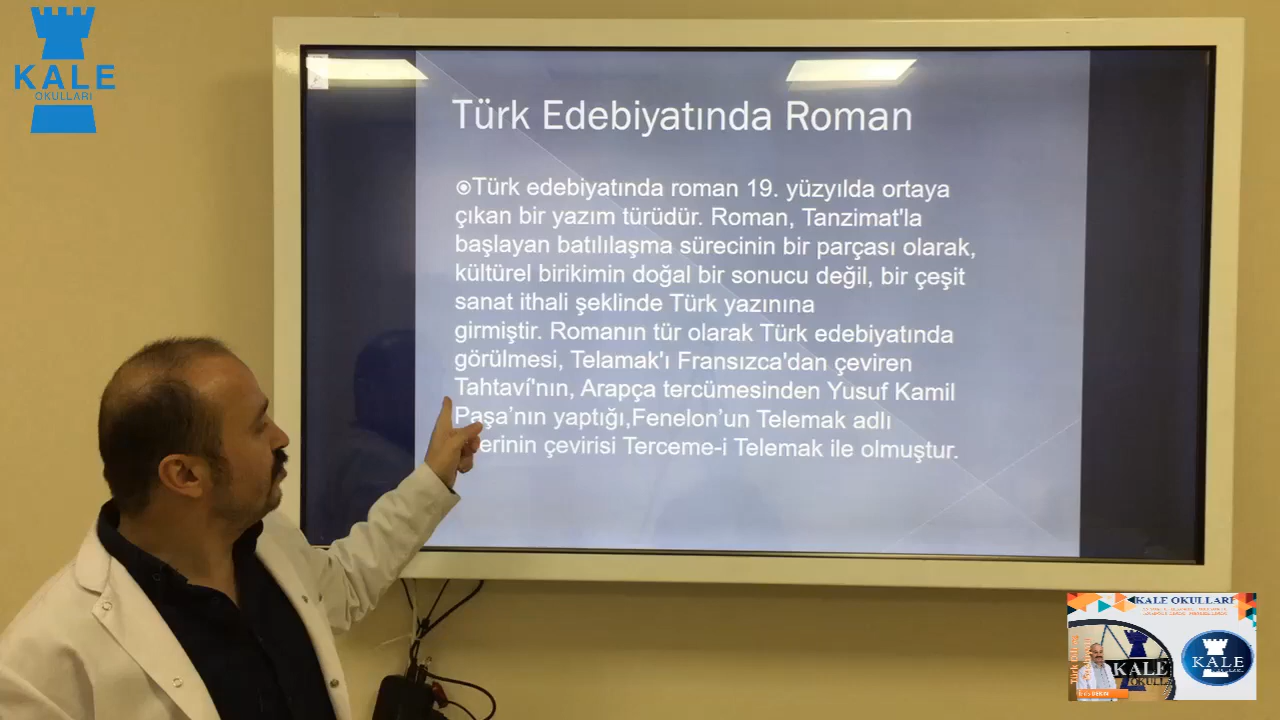 KALE
OKULLARI
Türk Edebiyatında Roman
Türk edebiyatında roman 19. yüzyılda ortaya
çıkan bir yazım türüdür. Roman, Tanzimat'la
başlayan batılılaşma sürecinin bir parçası olarak,
kültürel birikimin doğal bir sonucu değil, bir çeşit
sanat ithali şeklinde Türk yazınına
girmiştir. Romanın tür olarak Türk edebiyatında
görülmesi, Telamak'ı Fransızca'dan çeviren
Tahtavî'nın, Arapça tercümesinden Yusuf Kamil
Paşa’nın yaptığı,Fenelon’un Telemak adlı
erinin çevirisi Terceme-i Telemak ile olmuştur.
KALE OKULLARI
KALE
KALE